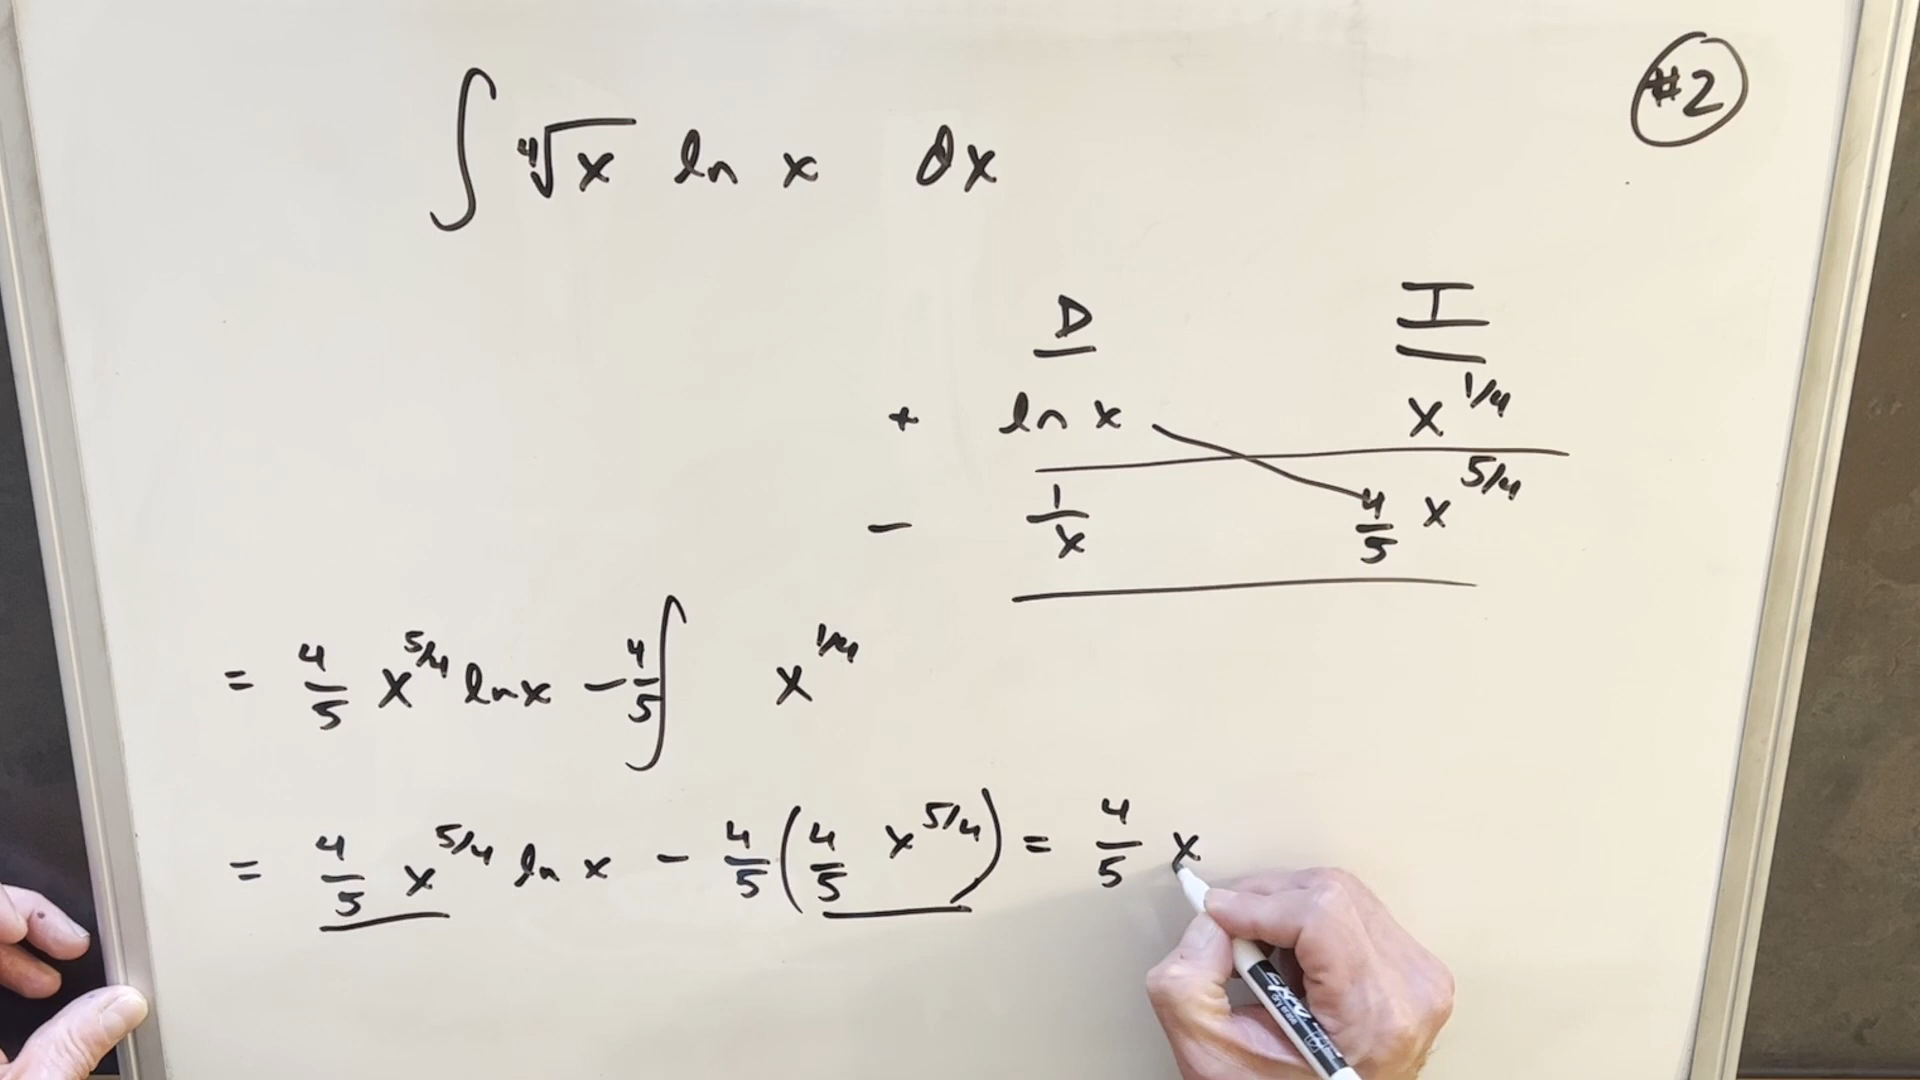 #2
∫ ⁴√x ln x dx
D I
+ ln x x^1/4
- 1/x 4/5 x^5/4
= 4/5 x^5/4 ln x - 4/5 ∫ x^1/4
= 4/5 x^5/4 ln x - 4/5 (4/5 x^5/4) = 4/5 x
EXPO